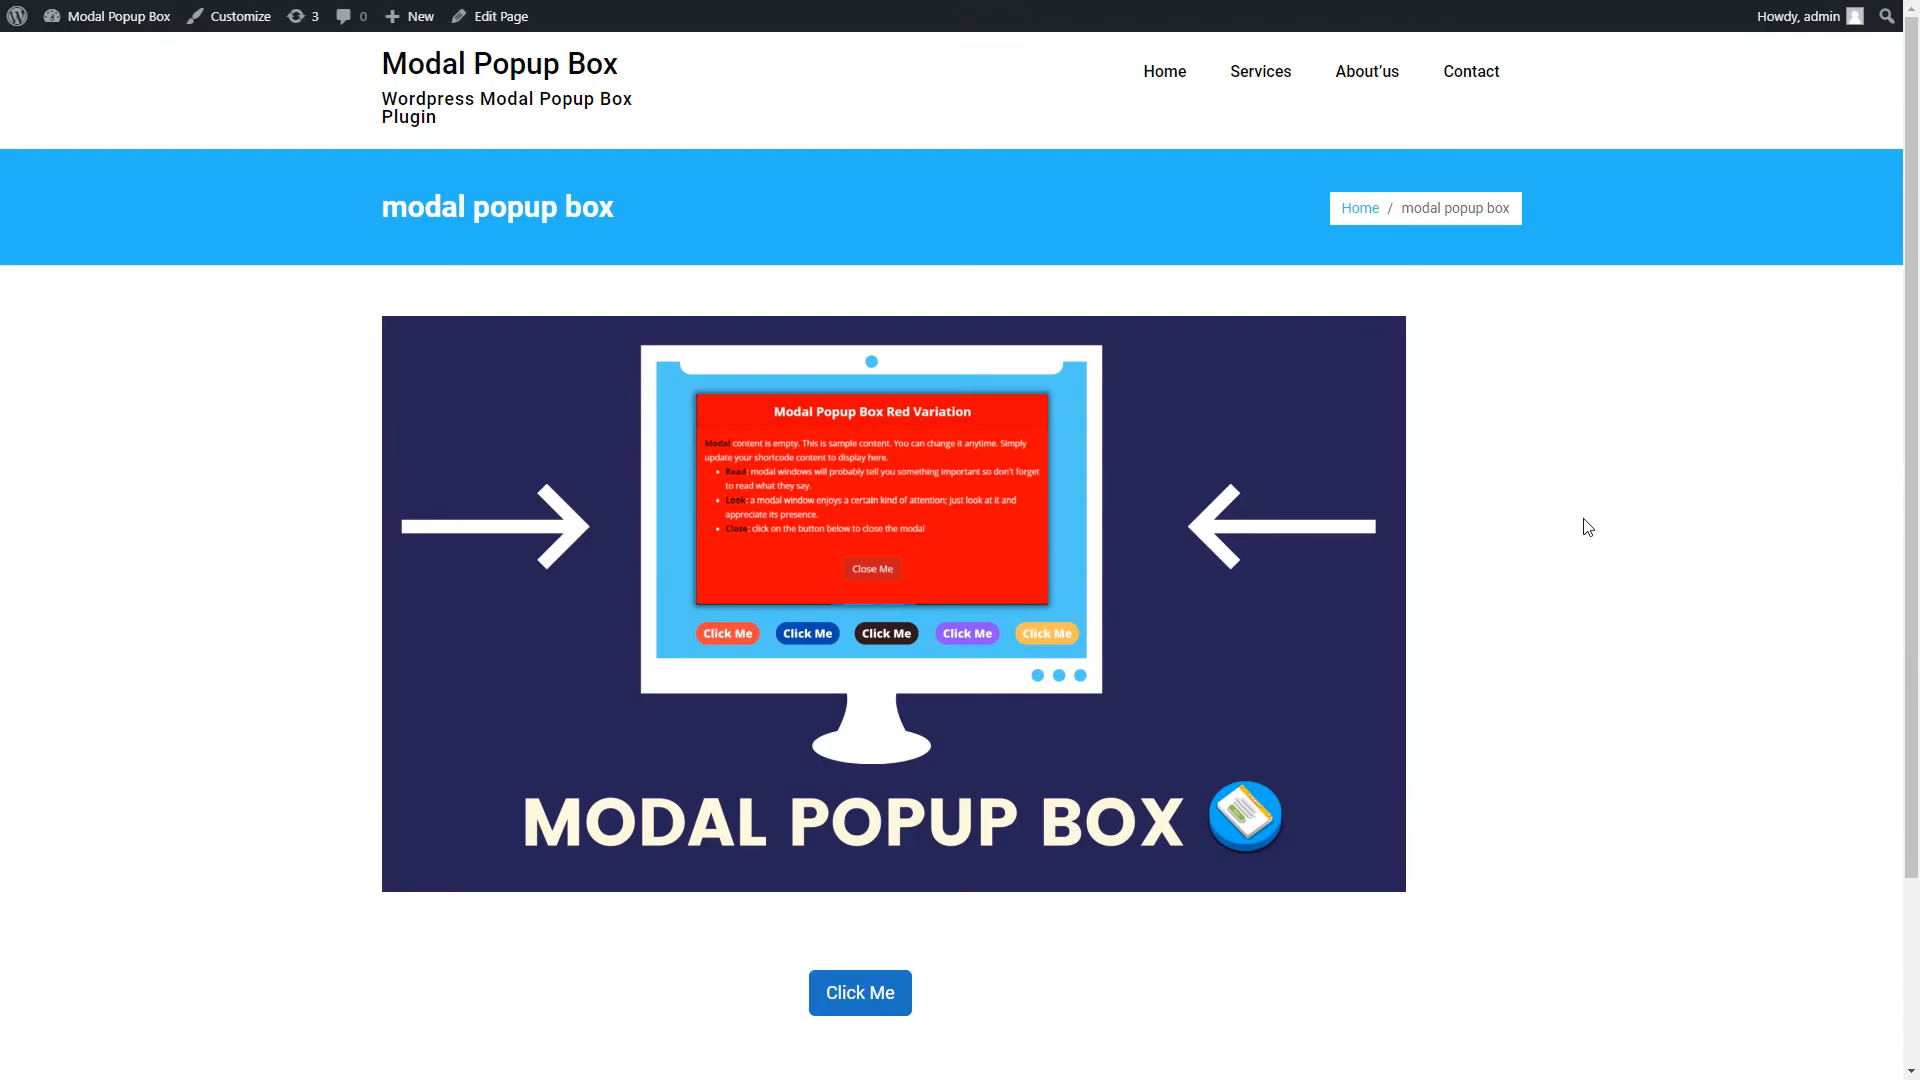 Modal Popup Box Customize 3 0 New Edit Page Howdy, admin
Modal Popup Box
Wordpress Modal Popup Box
Plugin
Home Services About'us Contact
modal popup box
Home / modal popup box
Modal Popup Box Red Variation
Modal content is empty. This is sample content. You can change it anytime. Simply
update your shortcode content to display here.
Read: modal windows will probably tell you something important so don't forget
to read what they say.
Look: a modal window enjoys a certain kind of attention; just look at it and
appreciate its presence.
Close: click on the button below to close the modal
Close Me
Click Me Click Me Click Me Click Me Click Me
MODAL POPUP BOX
Click Me